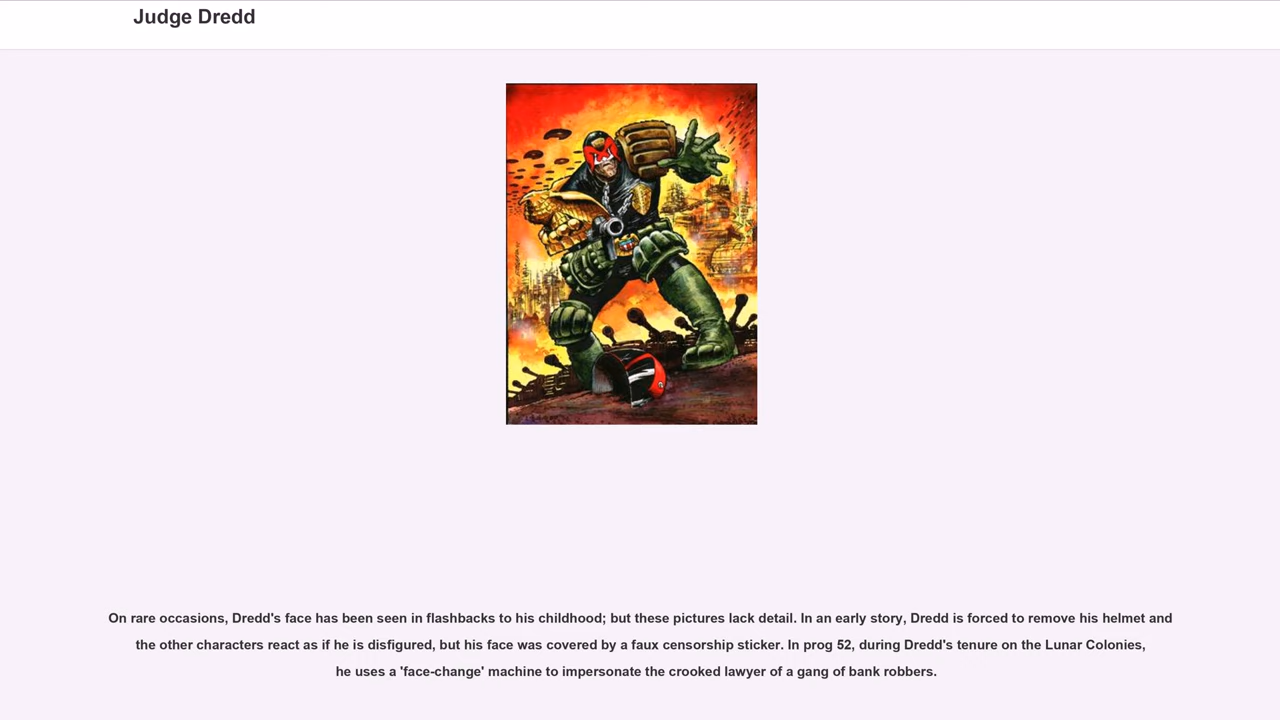 Judge Dredd
On rare occasions, Dredd's face has been seen in flashbacks to his childhood; but these pictures lack detail. In an early story, Dredd is forced to remove his helmet and
the other characters react as if he is disfigured, but his face was covered by a faux censorship sticker. In prog 52, during Dredd's tenure on the Lunar Colonies,
he uses a 'face-change' machine to impersonate the crooked lawyer of a gang of bank robbers.